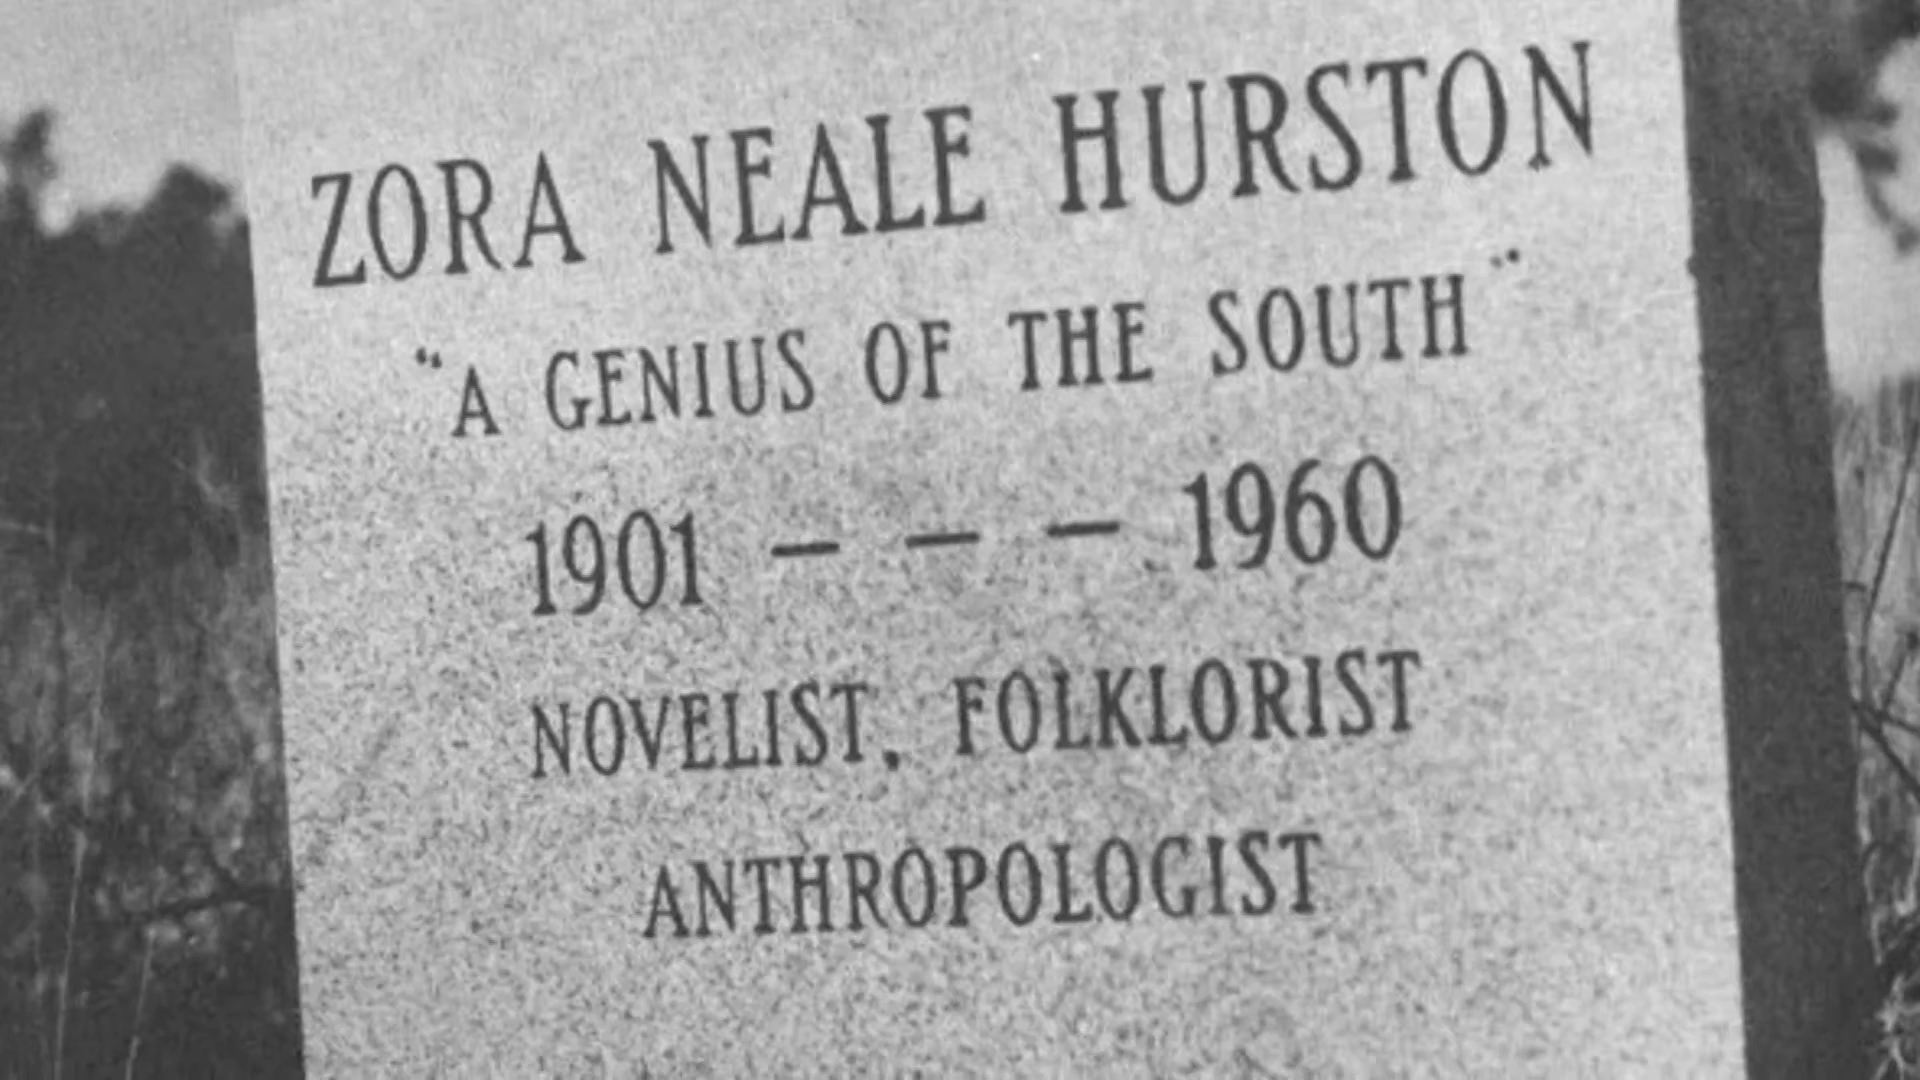 ZORA NEALE HURSTON
"A GENIUS OF THE SOUTH"
1901 — — — 1960
NOVELIST, FOLKLORIST
ANTHROPOLOGIST